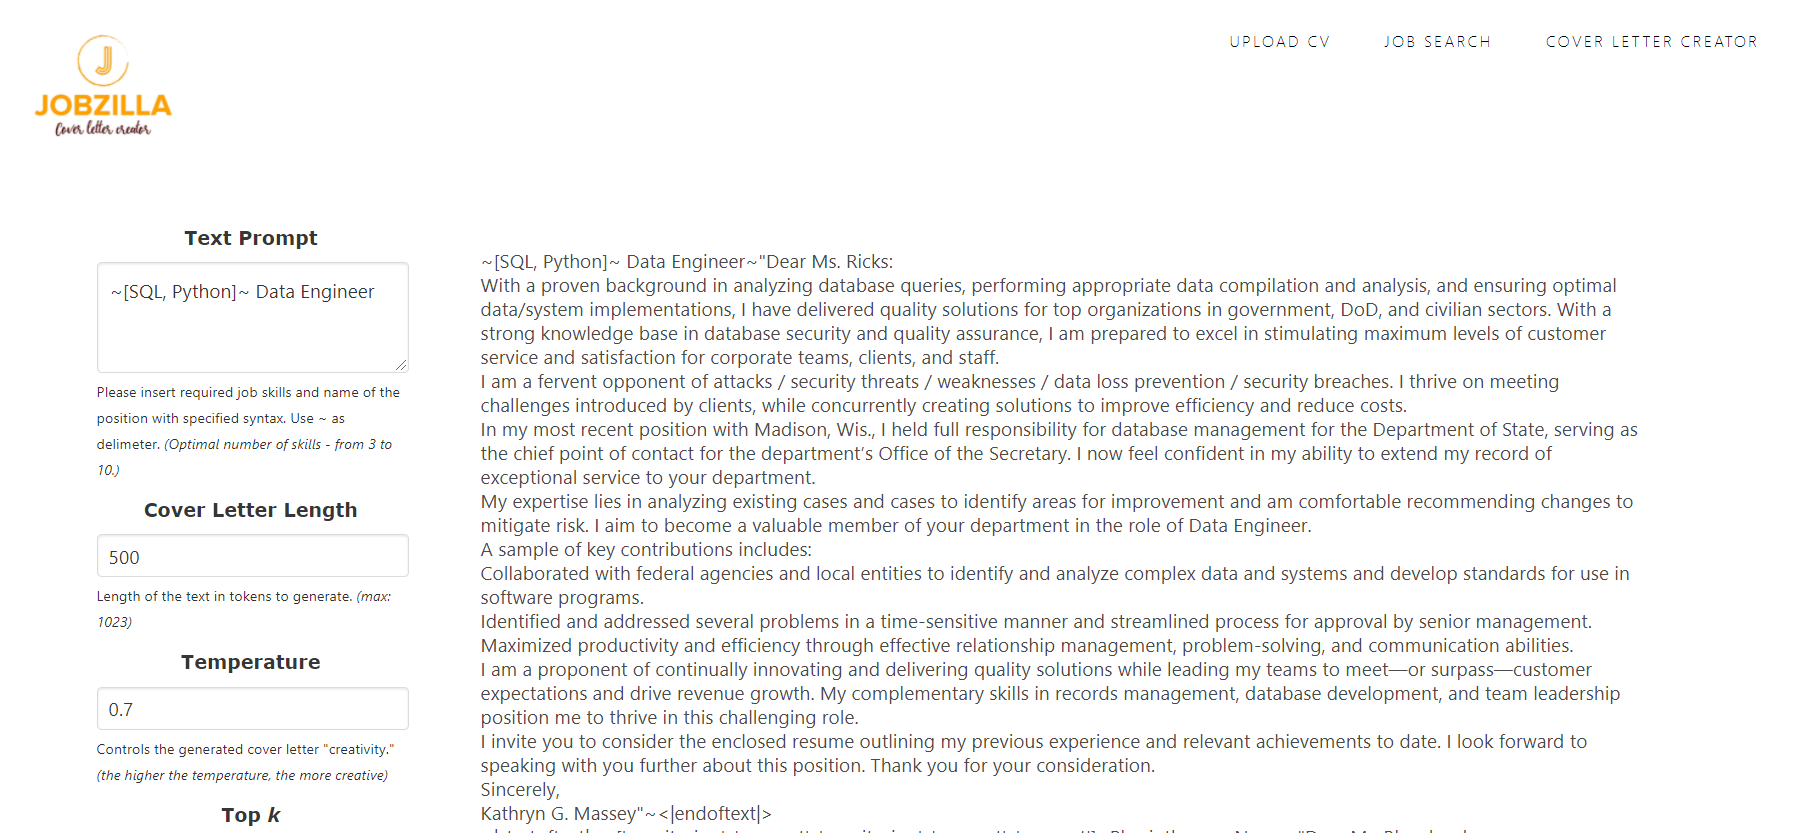 UPLOAD CV
JOB SEARCH
COVER LETTER CREATOR
J
JOBZILLA
Cover letter creator
Text Prompt
~[SQL, Python]~ Data Engineer
Please insert required job skills and name of the
position with specified syntax. Use ~ as
delimeter. (Optimal number of skills - from 3 to
10.)
Cover Letter Length
500
Length of the text in tokens to generate. (max:
1023)
Temperature
0.7
Controls the generated cover letter "creativity."
(the higher the temperature, the more creative)
Top k
~[SQL, Python]~ Data Engineer~"Dear Ms. Ricks:
With a proven background in analyzing database queries, performing appropriate data compilation and analysis, and ensuring optimal
data/system implementations, I have delivered quality solutions for top organizations in government, DoD, and civilian sectors. With a
strong knowledge base in database security and quality assurance, I am prepared to excel in stimulating maximum levels of customer
service and satisfaction for corporate teams, clients, and staff.
I am a fervent opponent of attacks / security threats / weaknesses / data loss prevention / security breaches. I thrive on meeting
challenges introduced by clients, while concurrently creating solutions to improve efficiency and reduce costs.
In my most recent position with Madison, Wis., I held full responsibility for database management for the Department of State, serving as
the chief point of contact for the department’s Office of the Secretary. I now feel confident in my ability to extend my record of
exceptional service to your department.
My expertise lies in analyzing existing cases and cases to identify areas for improvement and am comfortable recommending changes to
mitigate risk. I aim to become a valuable member of your department in the role of Data Engineer.
A sample of key contributions includes:
Collaborated with federal agencies and local entities to identify and analyze complex data and systems and develop standards for use in
software programs.
Identified and addressed several problems in a time-sensitive manner and streamlined process for approval by senior management.
Maximized productivity and efficiency through effective relationship management, problem-solving, and communication abilities.
I am a proponent of continually innovating and delivering quality solutions while leading my teams to meet—or surpass—customer
expectations and drive revenue growth. My complementary skills in records management, database development, and team leadership
position me to thrive in this challenging role.
I invite you to consider the enclosed resume outlining my previous experience and relevant achievements to date. I look forward to
speaking with you further about this position. Thank you for your consideration.
Sincerely,
Kathryn G. Massey"~<|endoftext|>